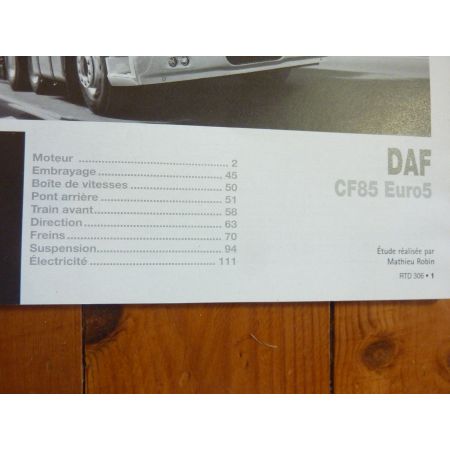 Moteur ........................................... 2
Embrayage .................................... 45
Boîte de vitesses ........................... 50
Pont arrière .................................... 51
Train avant ..................................... 58
Direction ........................................ 63
Freins ............................................. 70
Suspension .................................... 94
Électricité ..................................... 111
DAF
CF85 Euro5
Étude réalisée par
Mathieu Robin
RTD 306 • 1